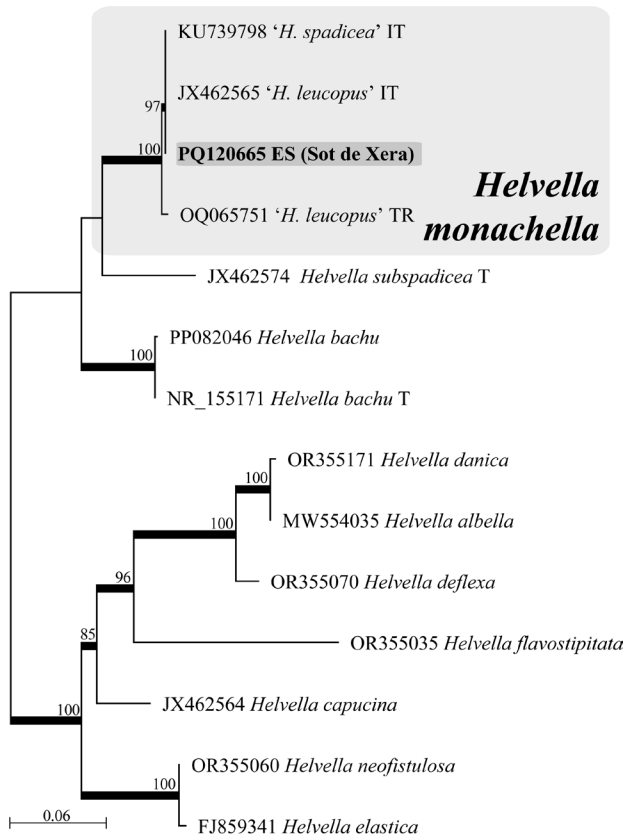 KU739798 ‘H. spadicea’ IT
97
JX462565 ‘H. leucopus’ IT
100
PQ120665 ES (Sot de Xera)
Helvella
monachella
OQ065751 ‘H. leucopus’ TR
JX462574 Helvella subspadicea T
PP082046 Helvella bachu
100
NR_155171 Helvella bachu T
OR355171 Helvella danica
100
MW554035 Helvella albella
100
OR355070 Helvella deflexa
96
OR355035 Helvella flavostipitata
85
JX462564 Helvella capucina
100
OR355060 Helvella neofistulosa
100
0.06
FJ859341 Helvella elastica